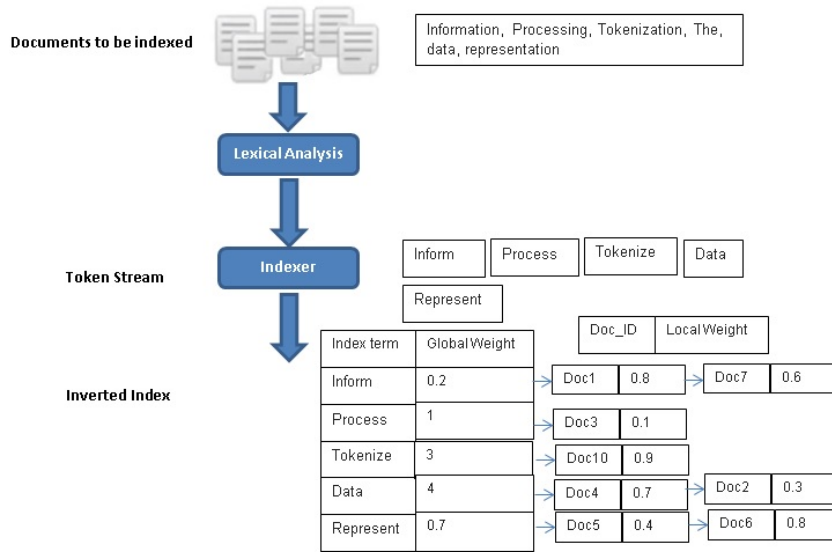 Documents to be indexed
Information, Processing, Tokenization, The,
data, representation
Lexical Analysis
Indexer
Token Stream
Inform
Process
Tokenize
Data
Represent
Doc_ID
Local Weight
Inverted Index
Index term
Global Weight
Inform
0.2
Doc1
0.8
Doc7
0.6
Process
1
Doc3
0.1
Tokenize
3
Doc10
0.9
Data
4
Doc4
0.7
Doc2
0.3
Represent
0.7
Doc5
0.4
Doc6
0.8